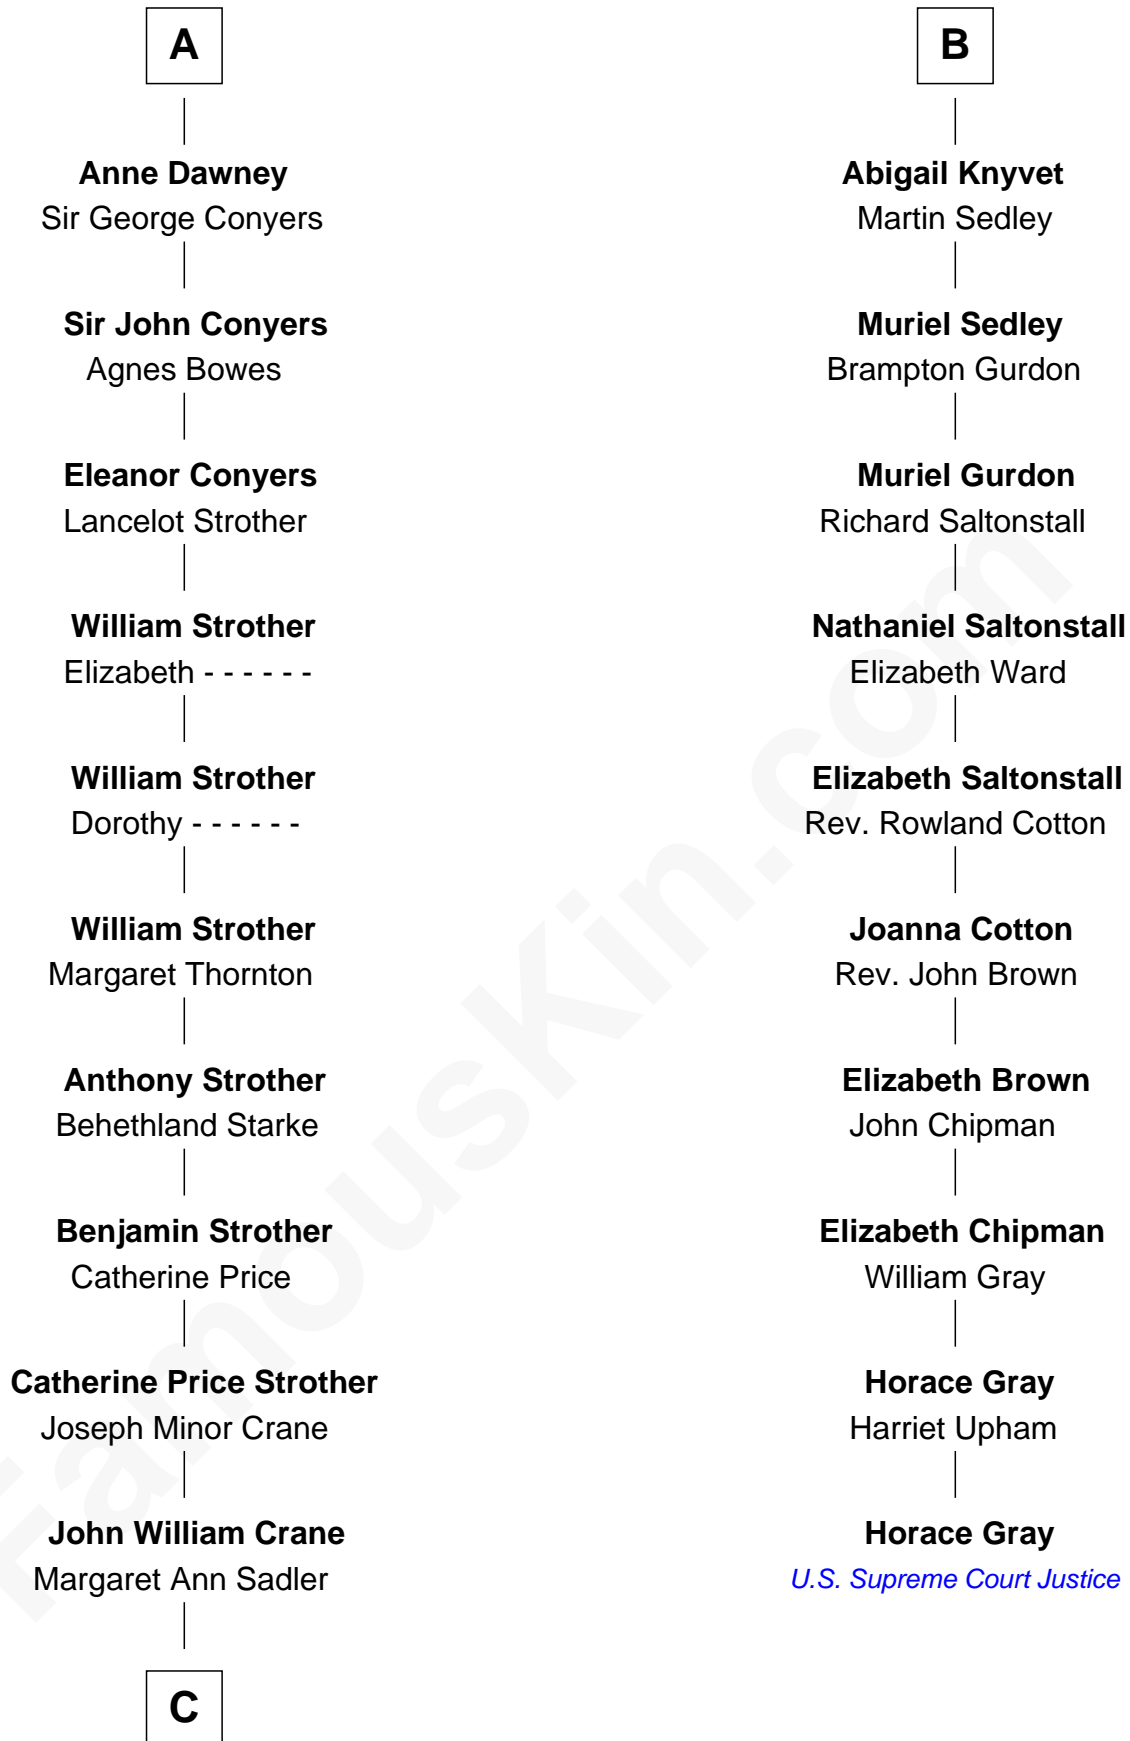 A
Anne Dawney
Sir George Conyers
Sir John Conyers
Agnes Bowes
Eleanor Conyers
Lancelot Strother
William Strother
Elizabeth - - - - - -
William Strother
Dorothy - - - - - -
William Strother
Margaret Thornton
Anthony Strother
Behethland Starke
Benjamin Strother
Catherine Price
Catherine Price Strother
Joseph Minor Crane
John William Crane
Margaret Ann Sadler
C
B
Abigail Knyvet
Martin Sedley
Muriel Sedley
Brampton Gurdon
Muriel Gurdon
Richard Saltonstall
Nathaniel Saltonstall
Elizabeth Ward
Elizabeth Saltonstall
Rev. Rowland Cotton
Joanna Cotton
Rev. John Brown
Elizabeth Brown
John Chipman
Elizabeth Chipman
William Gray
Horace Gray
Harriet Upham
Horace Gray
U.S. Supreme Court Justice
FamousKin.com